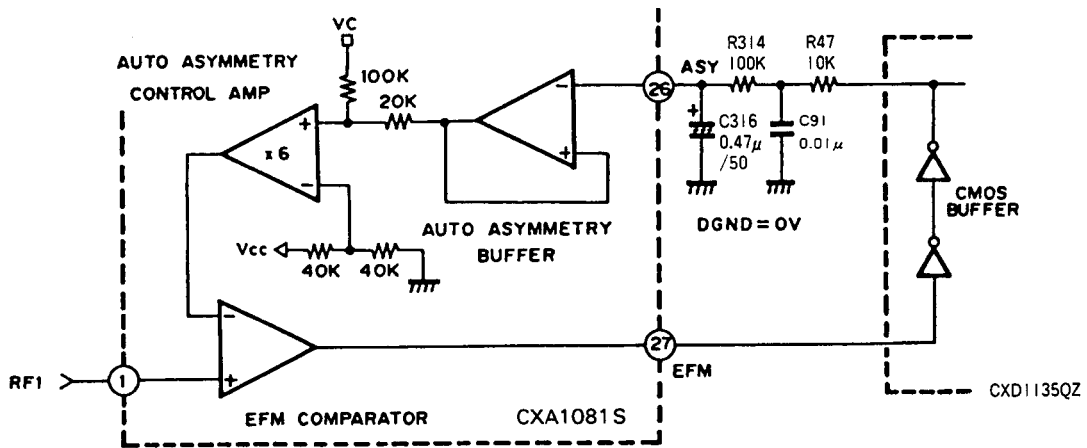 VC
AUTO ASYMMETRY
CONTROL AMP
100K
20K
+
× 6
−
Vcc
40K
40K
−
+
AUTO ASYMMETRY
BUFFER
26
ASY
R314
100K
R47
10K
+
C316
0.47μ
/50
C91
0.01μ
DGND=0V
CMOS
BUFFER
−
+
RF1
1
27
EFM
EFM COMPARATOR
CXA1081S
CXD1135QZ